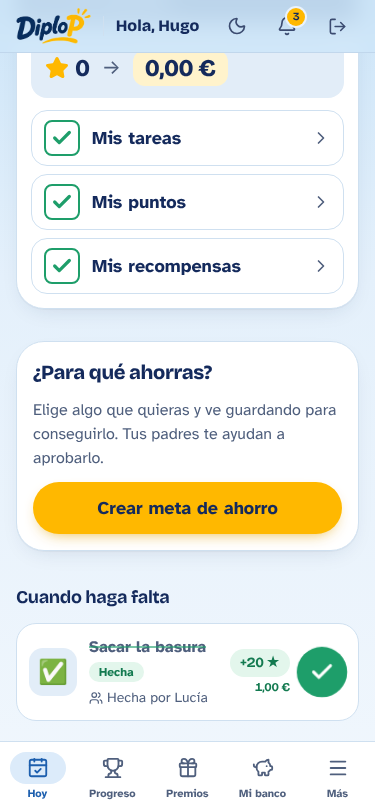 DiploP
Hola, Hugo
3
0 → 0,00 €
Mis tareas
Mis puntos
Mis recompensas
¿Para qué ahorras?
Elige algo que quieras y ve guardando para
conseguirlo. Tus padres te ayudan a
aprobarlo.
Crear meta de ahorro
Cuando haga falta
Sacar la basura
+20 ★
Hecha
1,00 €
Hecha por Lucía
Hoy
Progreso
Premios
Mi banco
Más